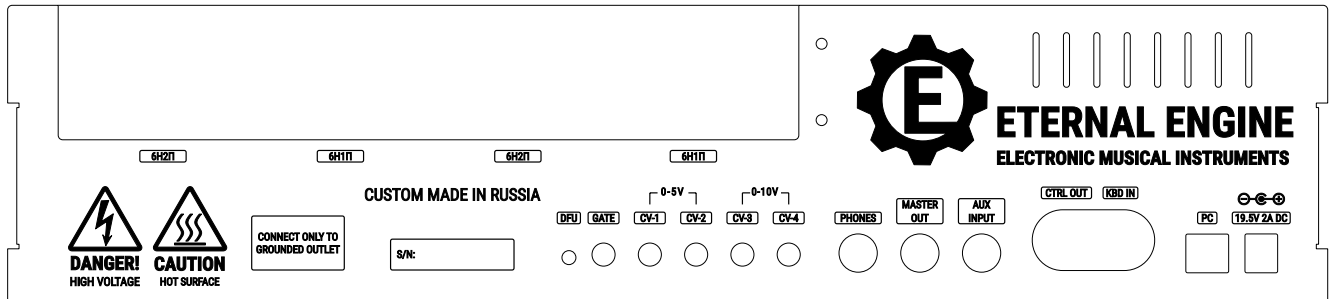 E
ETERNAL ENGINE
ELECTRONIC MUSICAL INSTRUMENTS
6Н2П
6Н1П
6Н2П
6Н1П
DANGER!
HIGH VOLTAGE
CAUTION
HOT SURFACE
CONNECT ONLY TO
GROUNDED OUTLET
CUSTOM MADE IN RUSSIA
S/N:
DFU
GATE
0-5V
CV-1
CV-2
0-10V
CV-3
CV-4
PHONES
MASTER
OUT
AUX
INPUT
CTRL OUT
KBD IN
PC
19.5V 2A DC